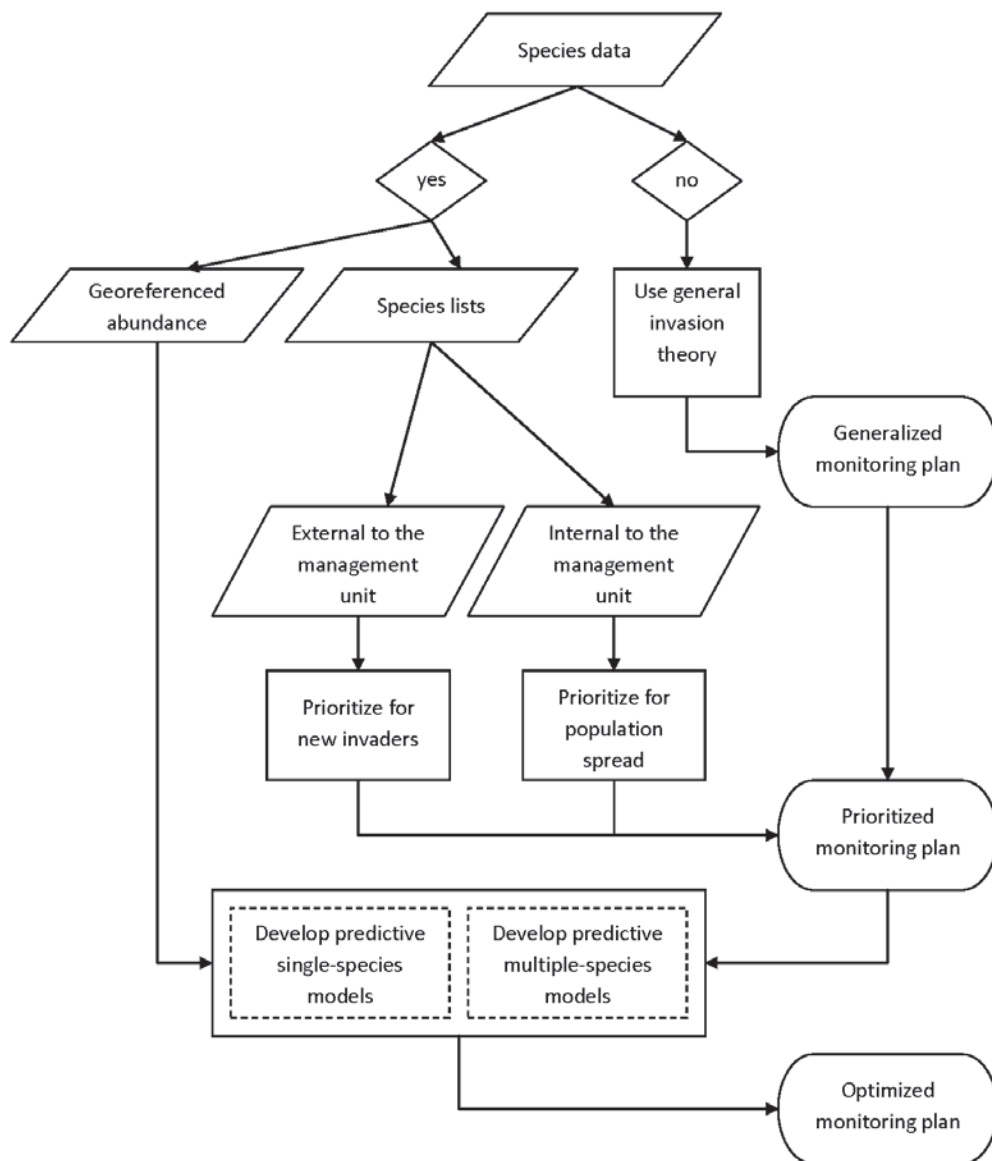 Species data
yes
no
Georeferenced
abundance
Species lists
Use general
invasion
theory
Generalized
monitoring plan
External to the
management
unit
Internal to the
management
unit
Prioritize for
new invaders
Prioritize for
population
spread
Prioritized
monitoring plan
Develop predictive
single-species
models
Develop predictive
multiple-species
models
Optimized
monitoring plan